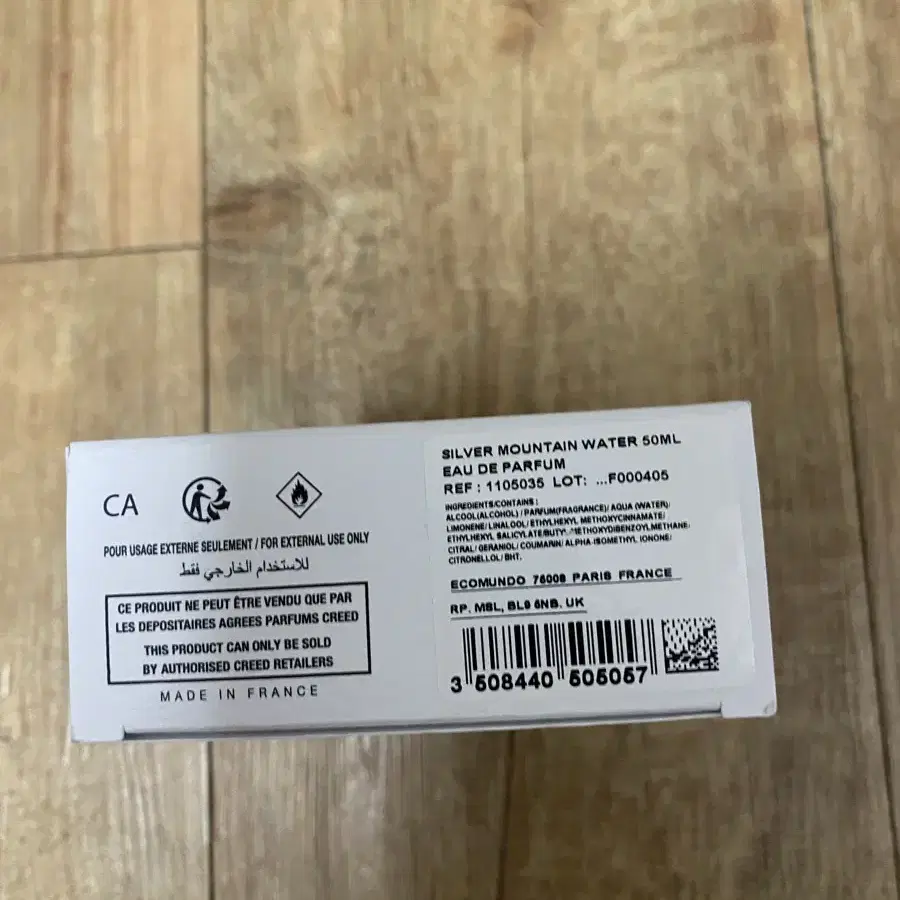 CA
POUR USAGE EXTERNE SEULEMENT / FOR EXTERNAL USE ONLY
للاستخدام الخارجي فقط
CE PRODUIT NE PEUT ÊTRE VENDU QUE PAR
LES DEPOSITAIRES AGREES PARFUMS CREED
THIS PRODUCT CAN ONLY BE SOLD
BY AUTHORISED CREED RETAILERS
MADE IN FRANCE
SILVER MOUNTAIN WATER 50ML
EAU DE PARFUM
REF : 1105035 LOT: ...F000405
INGREDIENTS/CONTAINS :
ALCOOL(ALCOHOL) / PARFUM(FRAGRANCE)/ AQUA (WATER)/
LIMONENE/ LINALOOL/ ETHYLHEXYL METHOXYCINNAMATE/
ETHYLHEXYL SALICYLATE/BUTYL METHOXYDIBENZOYLMETHANE/
CITRAL/ GERANIOL/ COUMARIN/ ALPHA-ISOMETHYL IONONE/
CITRONELLOL/ BHT.
ECOMUNDO 75008 PARIS FRANCE
RP. MSL, BL9 5NB. UK
3 508440 505057